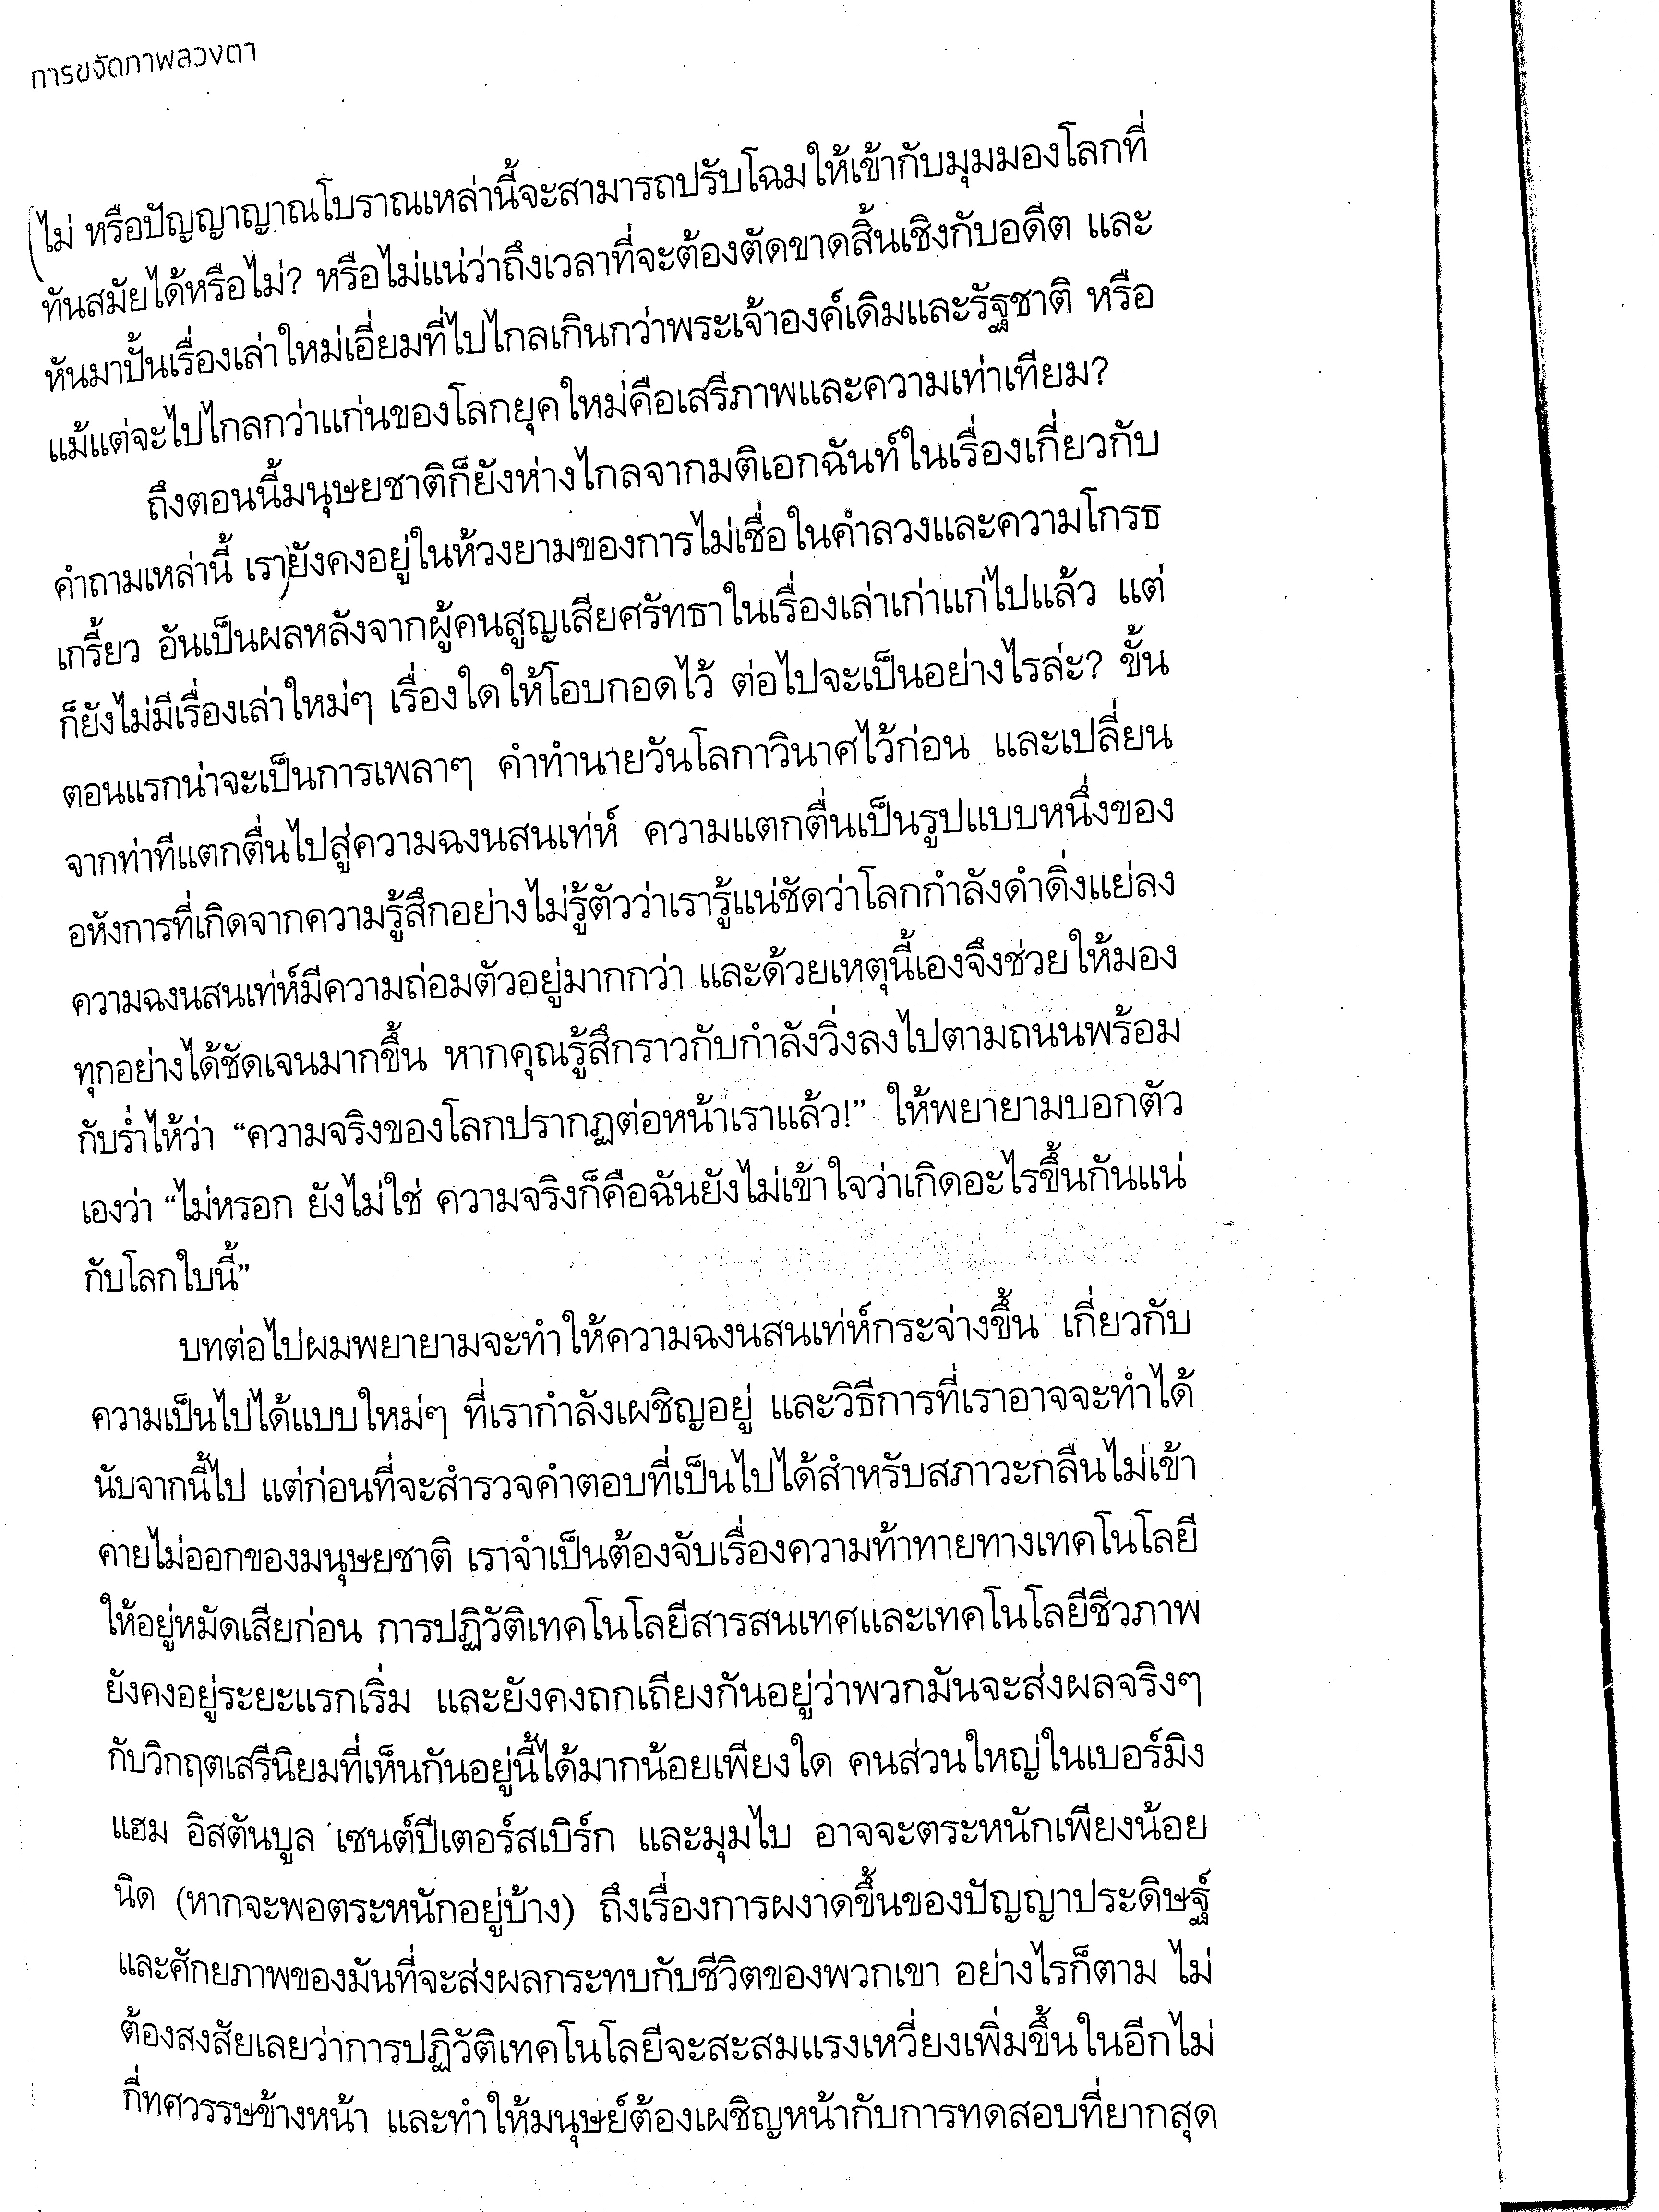 การขจัดภาพลวงตา
ไม่ หรือปัญญาญาณโบราณเหล่านี้จะสามารถปรับโฉมให้เข้ากับมุมมองโลกที่
ทันสมัยได้หรือไม่? หรือไม่แน่ว่าถึงเวลาที่จะต้องตัดขาดสิ้นเชิงกับอดีต และ
หันมาปั้นเรื่องเล่าใหม่เอี่ยมที่ไปไกลเกินกว่าพระเจ้าองค์เดิมและรัฐชาติ หรือ
แม้แต่จะไปไกลกว่าแก่นของโลกยุคใหม่คือเสรีภาพและความเท่าเทียม?
ถึงตอนนี้มนุษยชาติก็ยังห่างไกลจากมติเอกฉันท์ในเรื่องเกี่ยวกับ
คำถามเหล่านี้ เรายังคงอยู่ในห้วงยามของการไม่เชื่อในคำลวงและความโกรธ
เกรี้ยว อันเป็นผลหลังจากผู้คนสูญเสียศรัทธาในเรื่องเล่าเก่าแก่ไปแล้ว แต่
ก็ยังไม่มีเรื่องเล่าใหม่ๆ เรื่องใดให้โอบกอดไว้ ต่อไปจะเป็นอย่างไรล่ะ? ขั้น
ตอนแรกน่าจะเป็นการเพลาๆ คำทำนายวันโลกาวินาศไว้ก่อน และเปลี่ยน
จากท่าทีแตกตื่นไปสู่ความฉงนสนเท่ห์ ความแตกตื่นเป็นรูปแบบหนึ่งของ
อหังการที่เกิดจากความรู้สึกอย่างไม่รู้ตัวว่าเรารู้แน่ชัดว่าโลกกำลังดำดิ่งแย่ลง
ความฉงนสนเท่ห์มีความถ่อมตัวอยู่มากกว่า และด้วยเหตุนี้เองจึงช่วยให้มอง
ทุกอย่างได้ชัดเจนมากขึ้น หากคุณรู้สึกราวกับกำลังวิ่งลงไปตามถนนพร้อม
กับร่ำไห้ว่า “ความจริงของโลกปรากฏต่อหน้าเราแล้ว!” ให้พยายามบอกตัว
เองว่า “ไม่หรอก ยังไม่ใช่ ความจริงก็คือฉันยังไม่เข้าใจว่าเกิดอะไรขึ้นกันแน่
กับโลกใบนี้”
บทต่อไปผมพยายามจะทำให้ความฉงนสนเท่ห์กระจ่างขึ้น เกี่ยวกับ
ความเป็นไปได้แบบใหม่ๆ ที่เรากำลังเผชิญอยู่ และวิธีการที่เราอาจจะทำได้
นับจากนี้ไป แต่ก่อนที่จะสำรวจคำตอบที่เป็นไปได้สำหรับสภาวะกลืนไม่เข้า
คายไม่ออกของมนุษยชาติ เราจำเป็นต้องจับเรื่องความท้าทายทางเทคโนโลยี
ให้อยู่หมัดเสียก่อน การปฏิวัติเทคโนโลยีสารสนเทศและเทคโนโลยีชีวภาพ
ยังคงอยู่ระยะแรกเริ่ม และยังคงถกเถียงกันอยู่ว่าพวกมันจะส่งผลจริงๆ
กับวิกฤตเสรีนิยมที่เห็นกันอยู่นี้ได้มากน้อยเพียงใด คนส่วนใหญ่ในเบอร์มิง
แฮม อิสตันบูล เซนต์ปีเตอร์สเบิร์ก และมุมไบ อาจจะตระหนักเพียงน้อย
นิด (หากจะพอตระหนักอยู่บ้าง) ถึงเรื่องการผงาดขึ้นของปัญญาประดิษฐ์
และศักยภาพของมันที่จะส่งผลกระทบกับชีวิตของพวกเขา อย่างไรก็ตาม ไม่
ต้องสงสัยเลยว่าการปฏิวัติเทคโนโลยีจะสะสมแรงเหวี่ยงเพิ่มขึ้นในอีกไม่
กี่ทศวรรษข้างหน้า และทำให้มนุษย์ต้องเผชิญหน้ากับการทดสอบที่ยากสุด